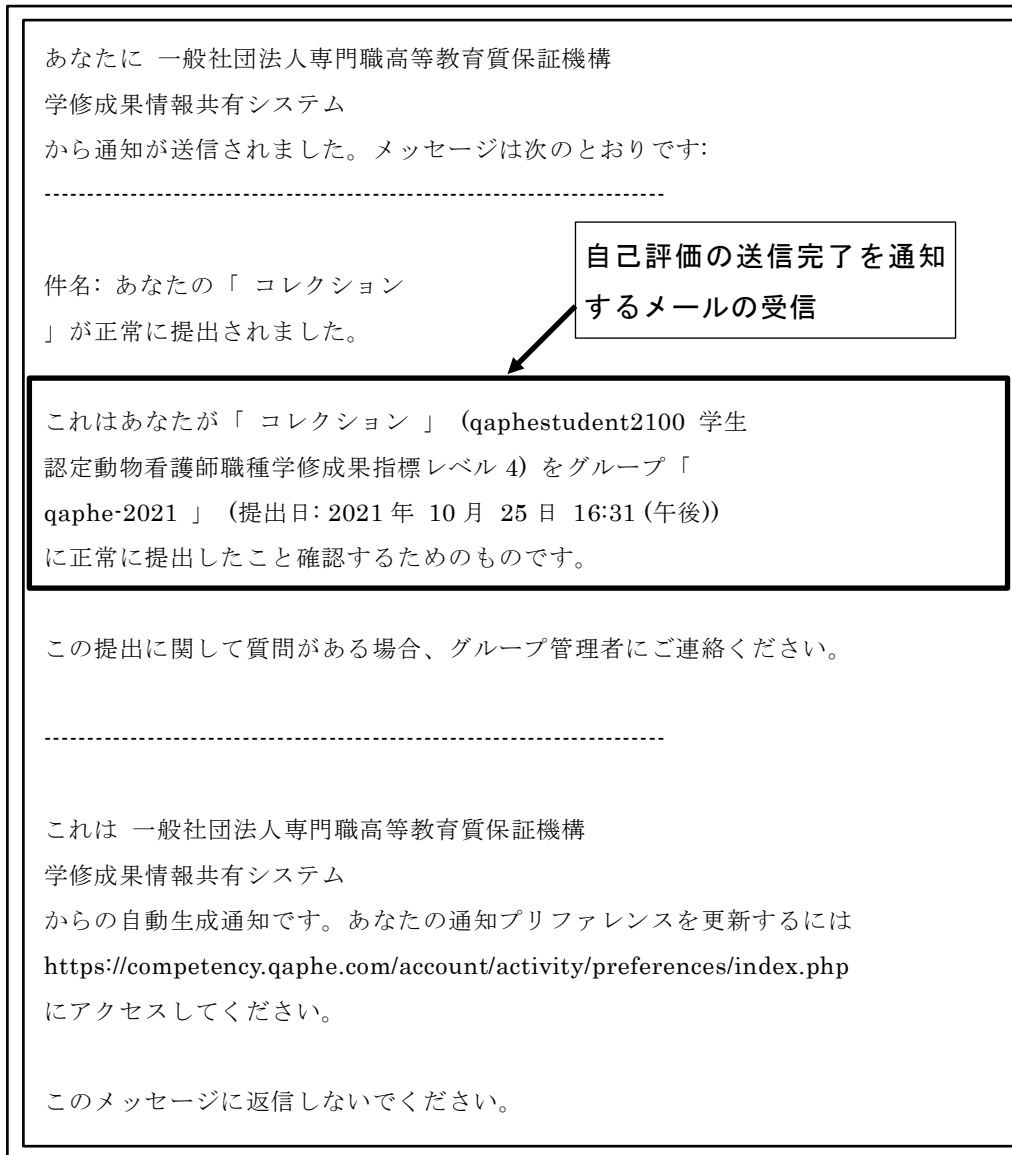 あなたに 一般社団法人専門職高等教育質保証機構
学修成果情報共有システム
から通知が送信されました。メッセージは次のとおりです:
-------------------------------------------------------------------------
自己評価の送信完了を通知
するメールの受信
件名: あなたの「 コレクション
」が正常に提出されました。
これはあなたが「 コレクション 」 (qaphestudent2100 学生
認定動物看護師職種学修成果指標レベル 4) をグループ「
qaphe-2021 」 (提出日: 2021 年 10 月 25 日 16:31 (午後))
に正常に提出したこと確認するためのものです。
この提出に関して質問がある場合、グループ管理者にご連絡ください。
-------------------------------------------------------------------------
これは 一般社団法人専門職高等教育質保証機構
学修成果情報共有システム
からの自動生成通知です。あなたの通知プリファレンスを更新するには
https://competency.qaphe.com/account/activity/preferences/index.php
にアクセスしてください。
このメッセージに返信しないでください。